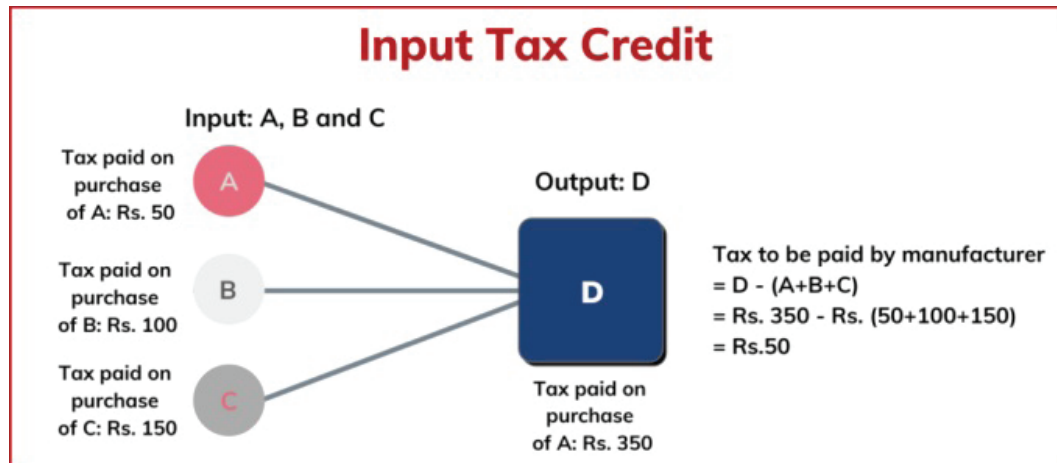 Input Tax Credit
Input: A, B and C
Tax paid on
purchase
of A: Rs. 50
A
Tax paid on
purchase
of B: Rs. 100
B
Tax paid on
purchase
of C: Rs. 150
C
Output: D
D
Tax paid on
purchase
of A: Rs. 350
Tax to be paid by manufacturer
= D - (A+B+C)
= Rs. 350 - Rs. (50+100+150)
= Rs.50